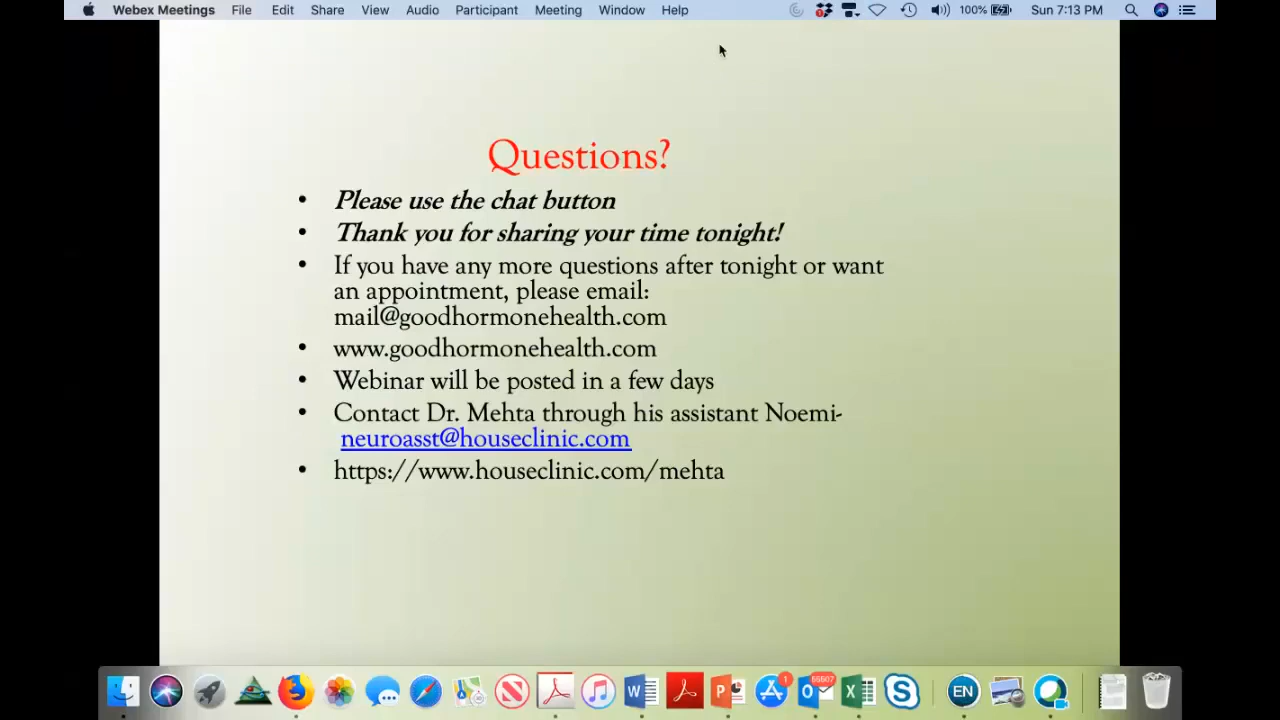 Webex Meetings File Edit Share View Audio Participant Meeting Window Help 100% Sun 7:13 PM
Questions?
• Please use the chat button
• Thank you for sharing your time tonight!
• If you have any more questions after tonight or want
an appointment, please email:
mail@goodhormonehealth.com
• www.goodhormonehealth.com
• Webinar will be posted in a few days
• Contact Dr. Mehta through his assistant Noemi-
neuroasst@houseclinic.com
• https://www.houseclinic.com/mehta
N W P 1 O 55507 X S EN